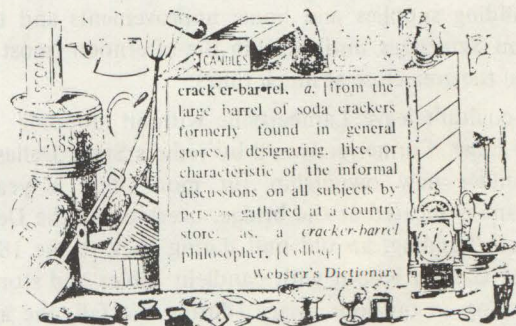 CANDLES
SUGAR
GLASS
crack'er-bar•rel, a. [from the
large barrel of soda crackers
formerly found in general
stores.] designating, like, or
characteristic of the informal
discussions on all subjects by
persons gathered at a country
store, as, a cracker-barrel
philosopher. [Colloq.]
Webster's Dictionary